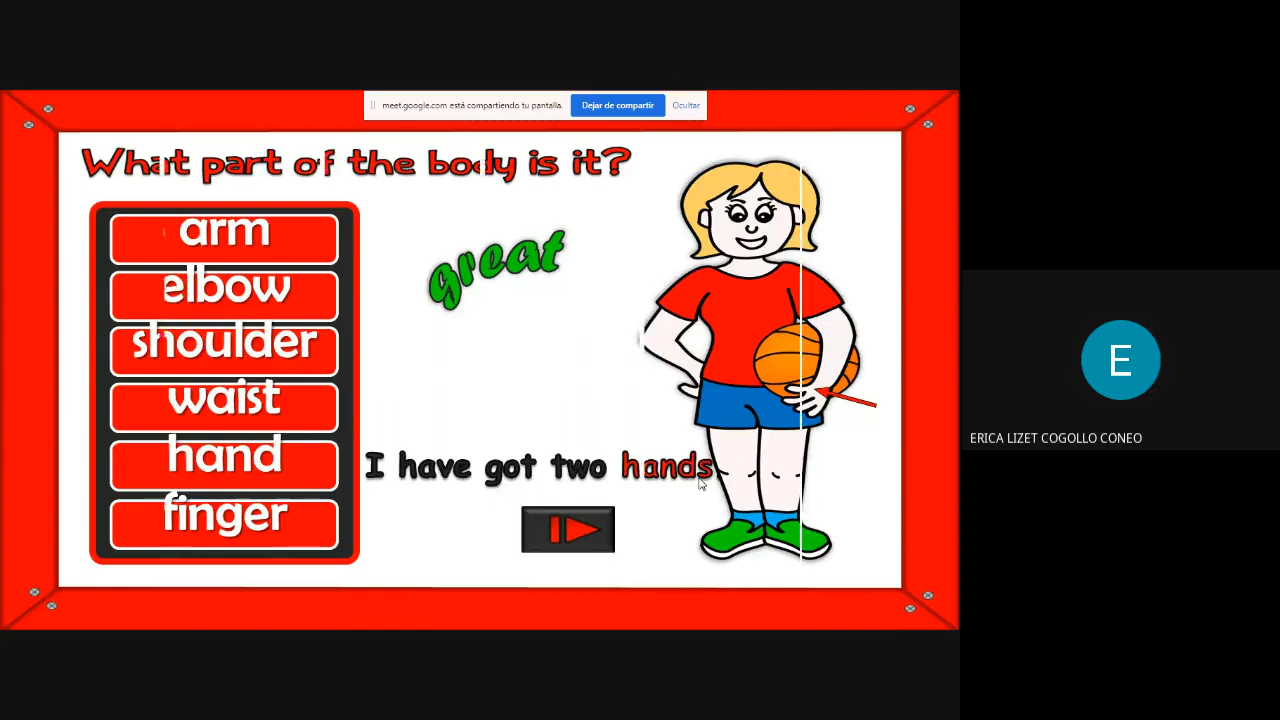 meet.google.com está compartiendo tu pantalla.
Dejar de compartir
Ocultar
What part of the body is it?
arm
elbow
shoulder
waist
hand
finger
great
I have got two hands
E
ERICA LIZET COGOLLO CONEO